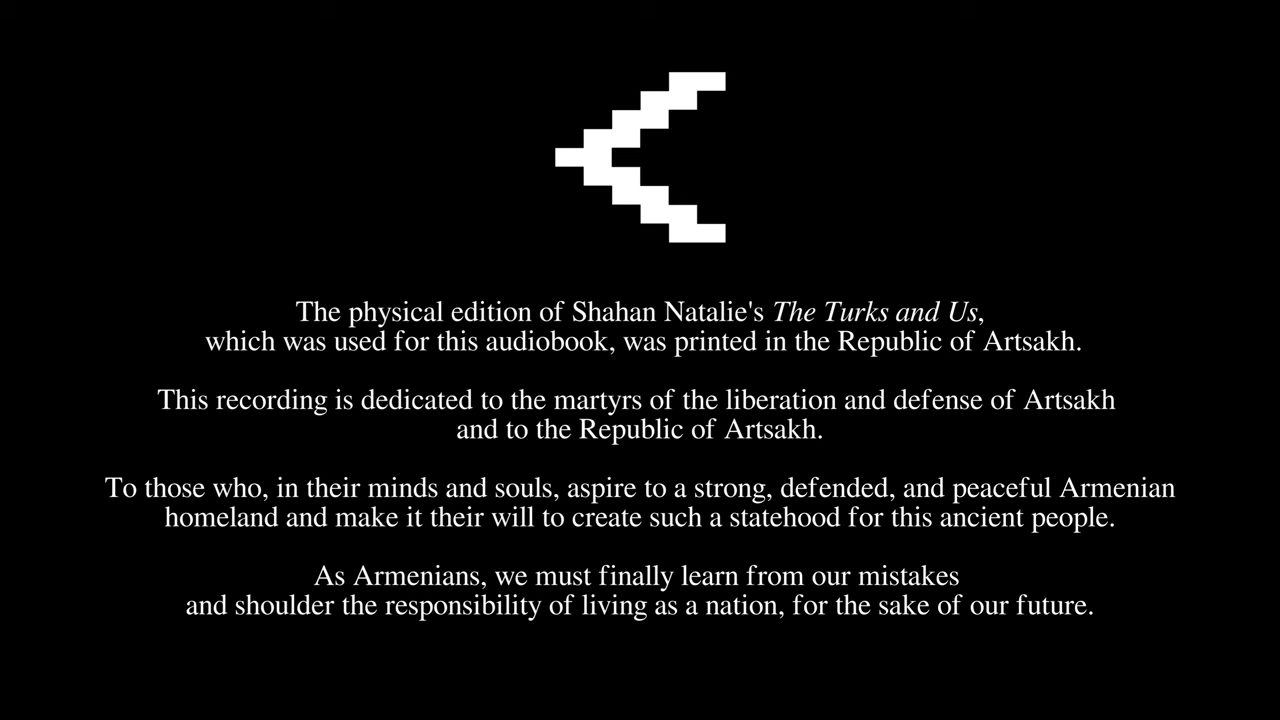 The physical edition of Shahan Natalie's The Turks and Us,
which was used for this audiobook, was printed in the Republic of Artsakh.
This recording is dedicated to the martyrs of the liberation and defense of Artsakh
and to the Republic of Artsakh.
To those who, in their minds and souls, aspire to a strong, defended, and peaceful Armenian
homeland and make it their will to create such a statehood for this ancient people.
As Armenians, we must finally learn from our mistakes
and shoulder the responsibility of living as a nation, for the sake of our future.